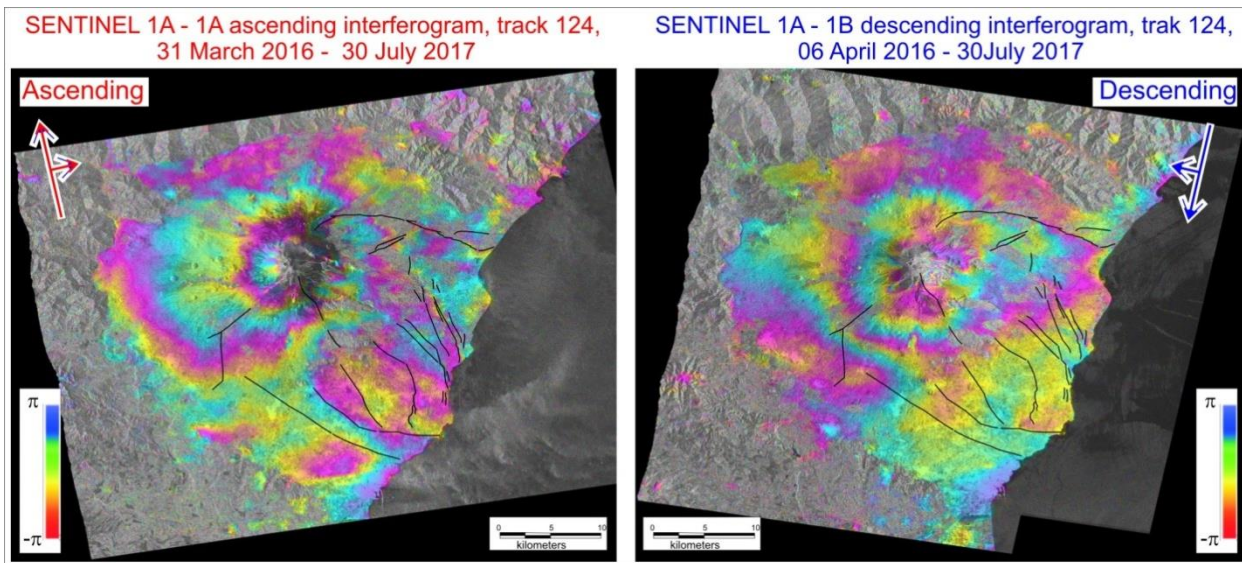 SENTINEL 1A - 1A ascending interferogram, track 124,
31 March 2016 - 30 July 2017
Ascending
π
-π
0 5 10
kilometers
SENTINEL 1A - 1B descending interferogram, trak 124,
06 April 2016 - 30July 2017
Descending
π
-π
0 5 10
kilometers